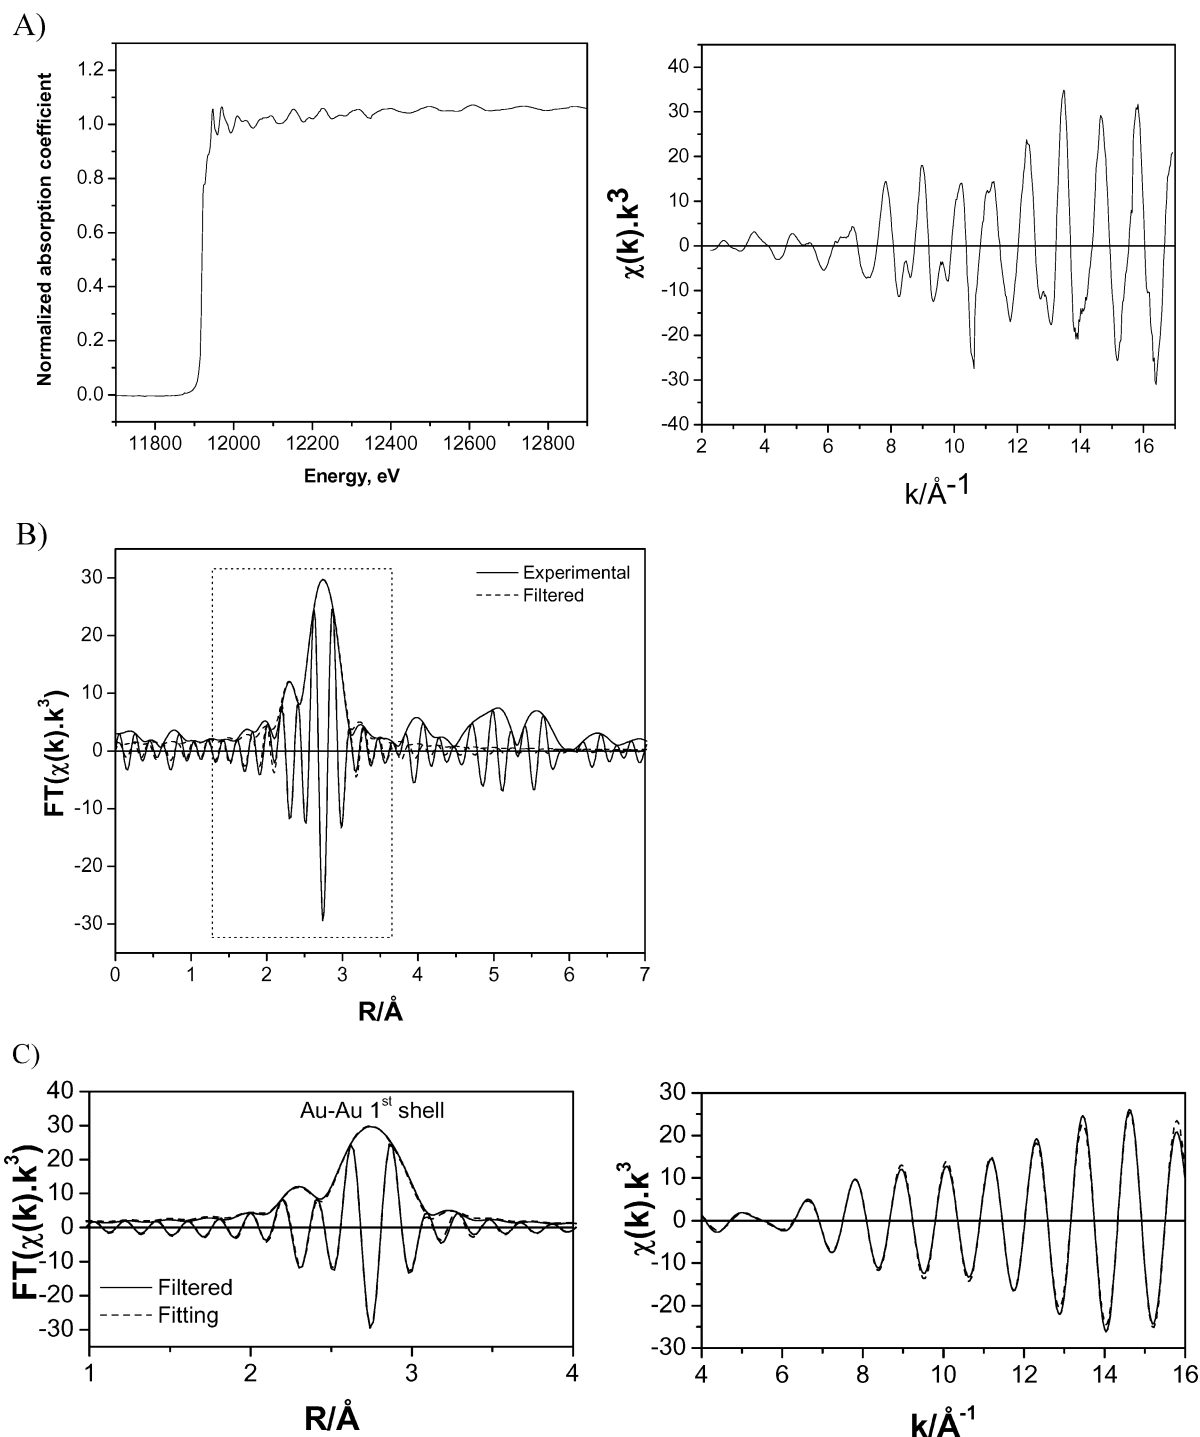 A)
1.2
1.0
0.8
0.6
0.4
0.2
0.0
Normalized absorption coefficient
11800 12000 12200 12400 12600 12800
Energy, eV
40
30
20
10
0
-10
-20
-30
-40
χ(k).k³
2 4 6 8 10 12 14 16
k/Å⁻¹
B)
30
20
10
0
-10
-20
-30
FT(χ(k).k³)
Experimental
Filtered
0 1 2 3 4 5 6 7
R/Å
C)
40
30
20
10
0
-10
-20
-30
FT(χ(k).k³)
Au-Au 1st shell
Filtered
Fitting
1 2 3 4
R/Å
30
20
10
0
-10
-20
-30
χ(k).k³
4 6 8 10 12 14 16
k/Å⁻¹